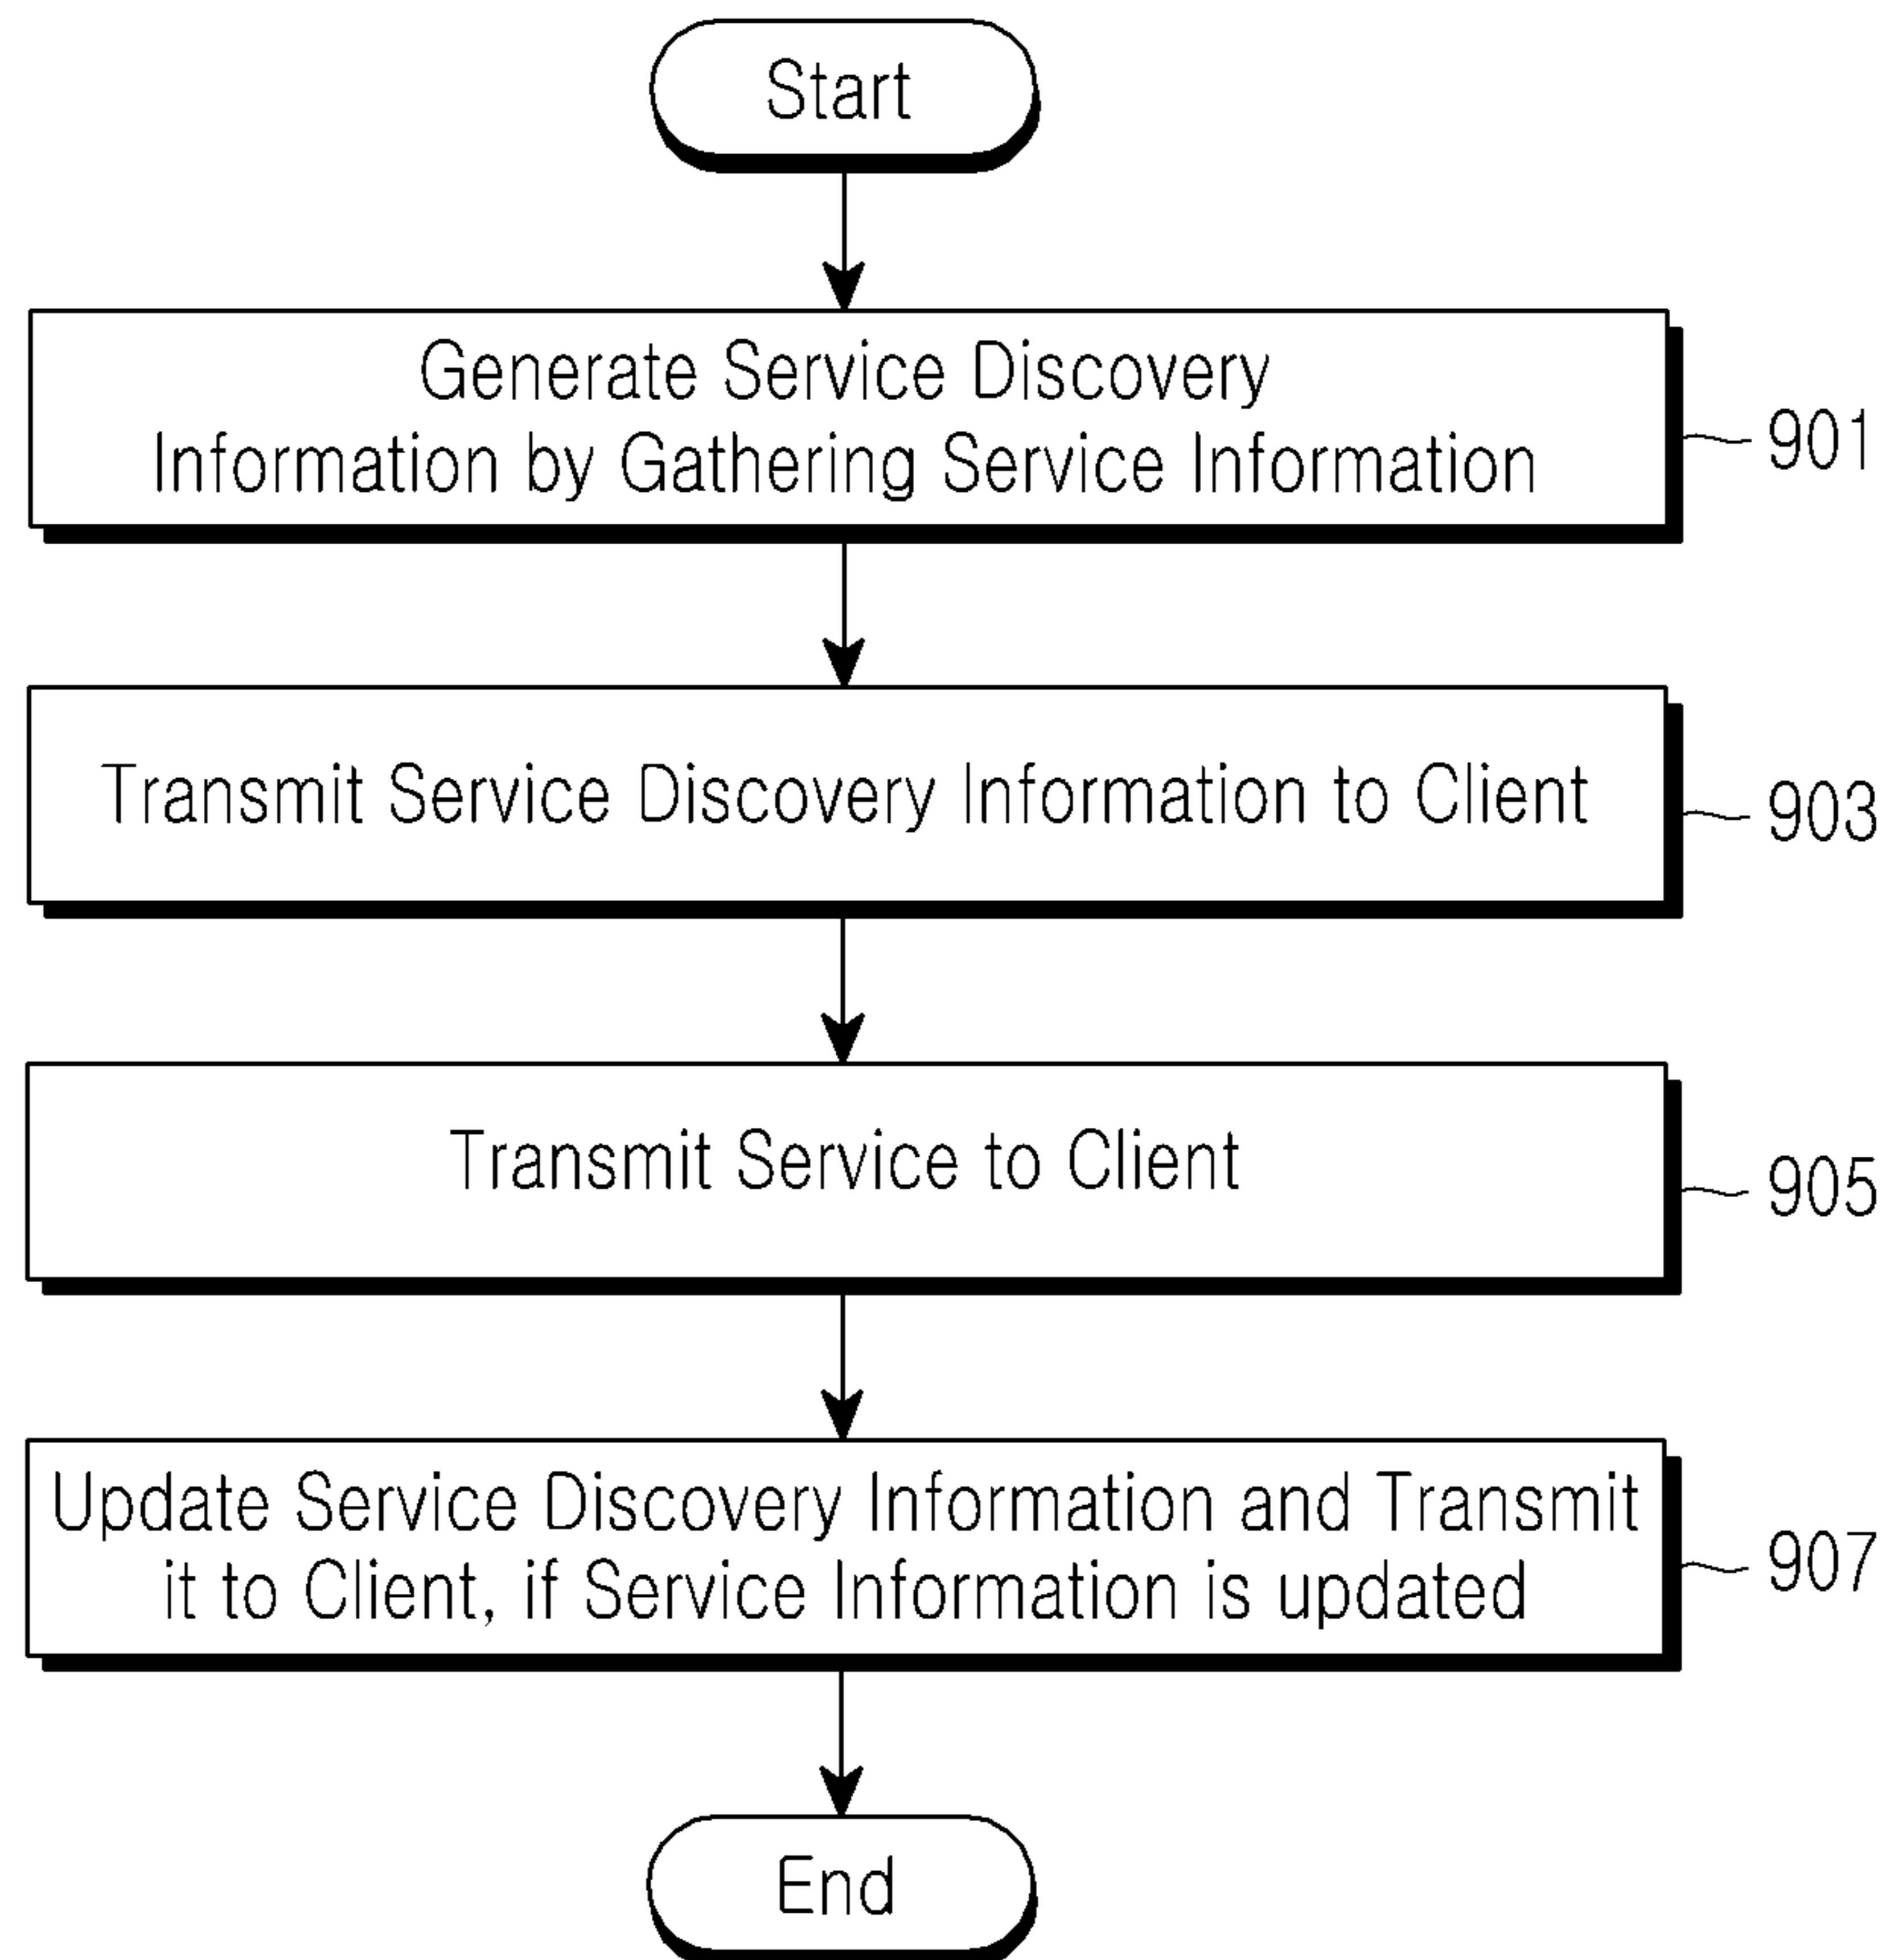 Start
Generate Service Discovery
Information by Gathering Service Information
901
Transmit Service Discovery Information to Client
903
Transmit Service to Client
905
Update Service Discovery Information and Transmit
it to Client, if Service Information is updated
907
End